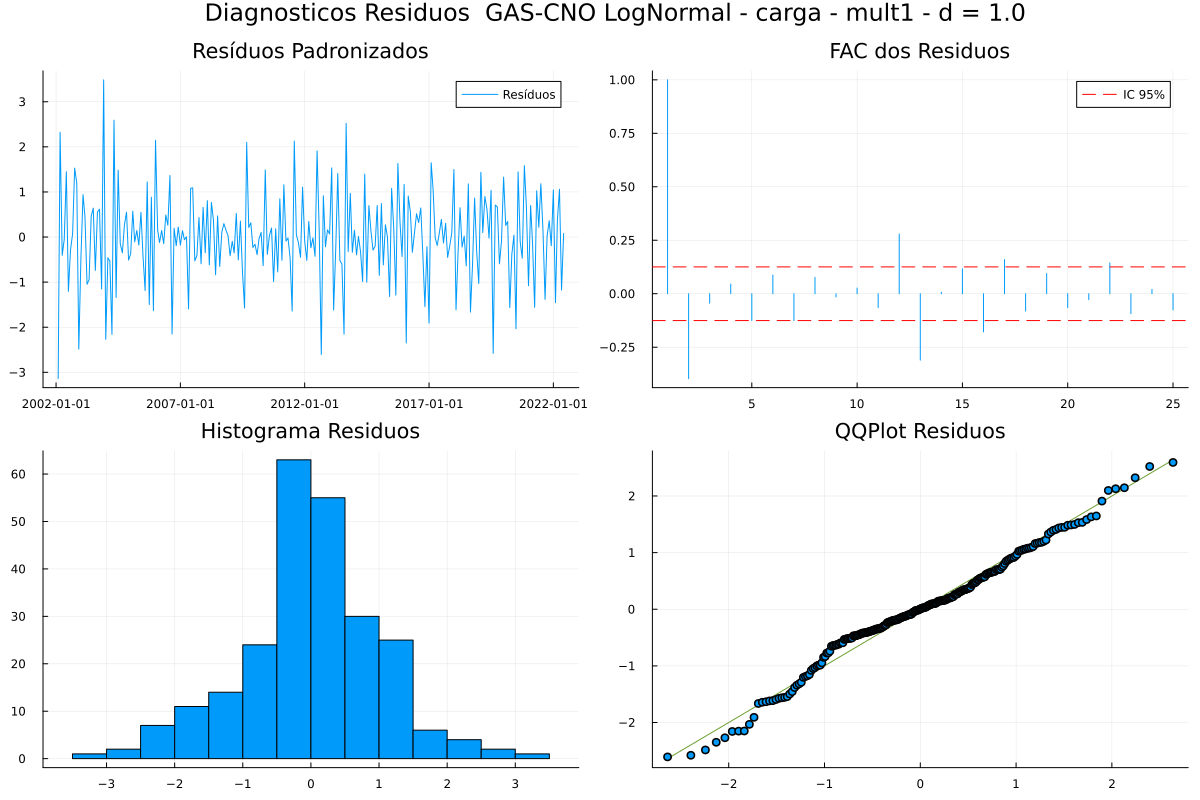 Diagnosticos Residuos  GAS-CNO LogNormal - carga - mult1 - d = 1.0
Resíduos Padronizados
Resíduos
3
2
1
0
−1
−2
−3
2002-01-01 2007-01-01 2012-01-01 2017-01-01 2022-01-01
FAC dos Residuos
IC 95%
1.00
0.75
0.50
0.25
0.00
−0.25
5 10 15 20 25
Histograma Residuos
60
50
40
30
20
10
0
−3 −2 −1 0 1 2 3
QQPlot Residuos
2
1
0
−1
−2
−2 −1 0 1 2